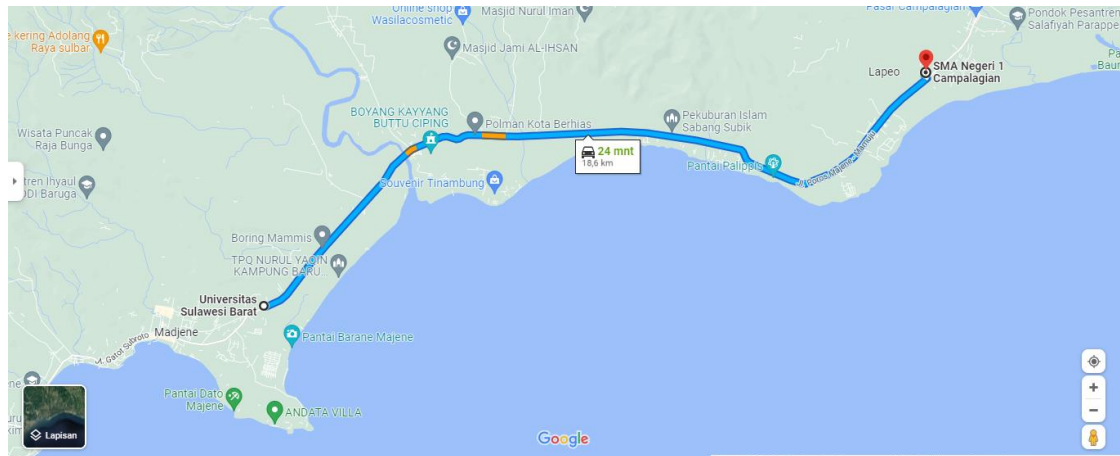 Online shop
Wasilacosmetic
Masjid Nurul Iman
Pasar Campalagian
Pondok Pesantren
Salafiyah Parappe
kering Adolang
Raya sulbar
Masjid Jami AL-IHSAN
Lapeo
SMA Negeri 1
Campalagian
BOYANG KAYYANG
BUTTU CIPING
Polman Kota Berhias
Pekuburan Islam
Sabang Subik
Wisata Puncak
Raja Bunga
24 mnt
18,6 km
Pantai Palippis
Souvenir Tinambung
Boring Mammis
TPQ NURUL YAQIN
KAMPUNG BARU...
Universitas
Sulawesi Barat
Madjene
Jl. Gatot Subroto
Pantai Barane Majene
Pantai Dato
Majene
ANDATA VILLA
Lapisan
Google